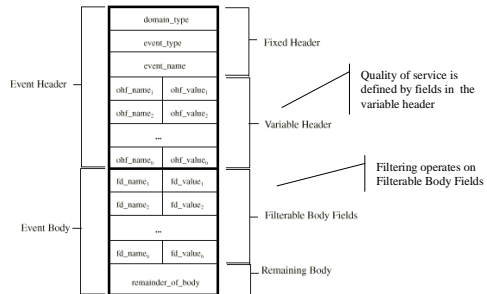 domain_type
event_type
Fixed Header
event_name
Event Header
ohf_name1 ohf_value1
ohf_name2 ohf_value2
...
ohf_namen ohf_valuen
Variable Header
Quality of service is
defined by fields in the
variable header
fd_name1 fd_value1
fd_name2 fd_value2
...
fd_namen fd_valuen
Event Body
Filterable Body Fields
Filtering operates on
Filterable Body Fields
remainder_of_body
Remaining Body